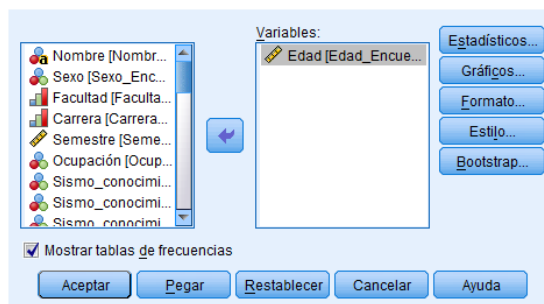 Variables:
Nombre [Nombr...
Sexo [Sexo_Enc...
Facultad [Faculta...
Carrera [Carrera...
Semestre [Seme...
Ocupación [Ocup...
Sismo_conocimi...
Sismo_conocimi...
Sismo_conocimi...
Edad [Edad_Encue...
Estadísticos...
Gráficos...
Formato...
Estilo...
Bootstrap...
Mostrar tablas de frecuencias
Aceptar
Pegar
Restablecer
Cancelar
Ayuda